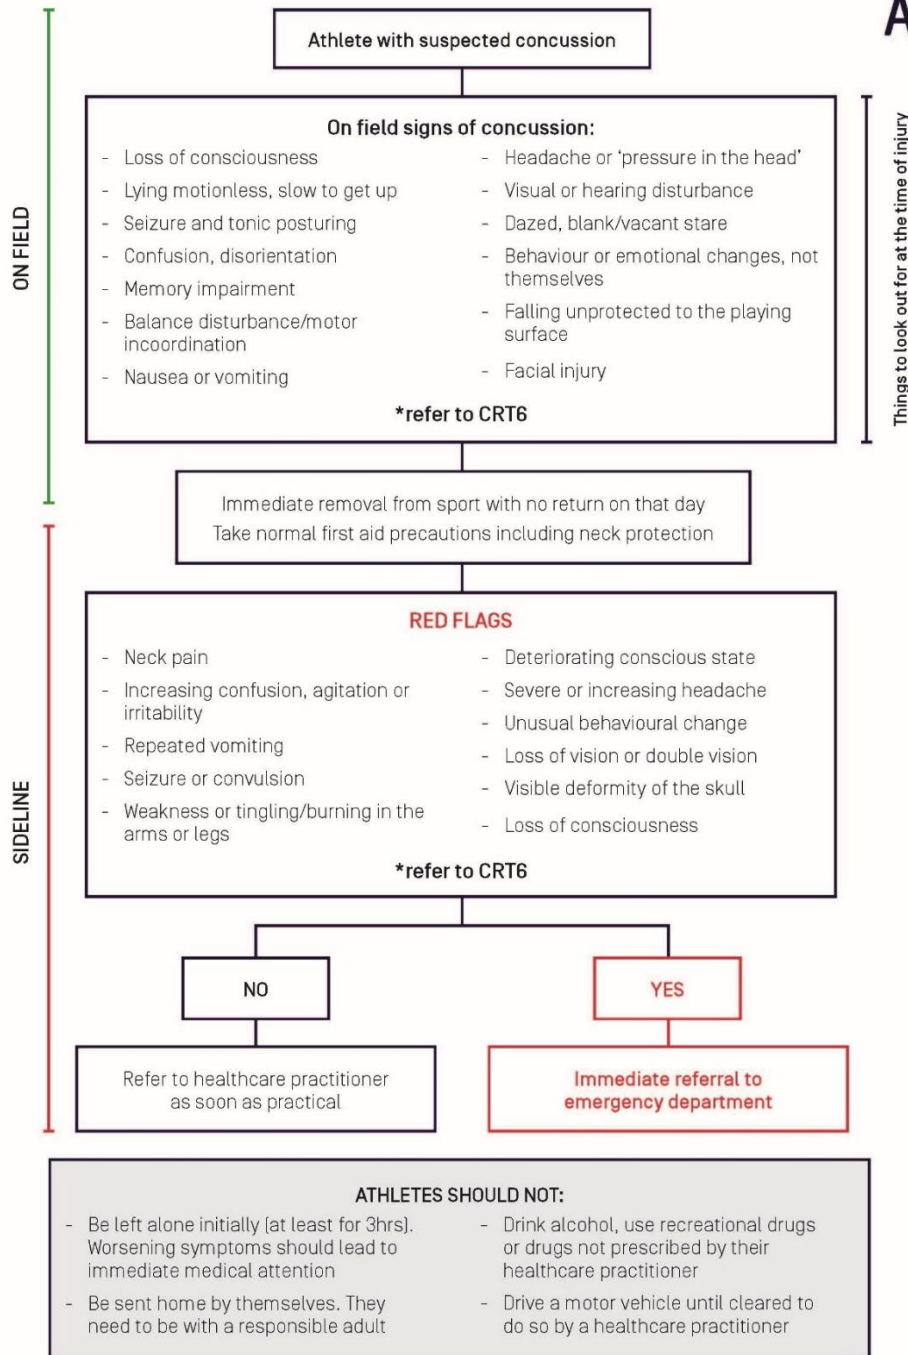 A
Athlete with suspected concussion
ON FIELD
On field signs of concussion:
- Loss of consciousness
- Lying motionless, slow to get up
- Seizure and tonic posturing
- Confusion, disorientation
- Memory impairment
- Balance disturbance/motor
incoordination
- Nausea or vomiting
- Headache or ‘pressure in the head’
- Visual or hearing disturbance
- Dazed, blank/vacant stare
- Behaviour or emotional changes, not
themselves
- Falling unprotected to the playing
surface
- Facial injury
*refer to CRT6
Things to look out for at the time of injury
Immediate removal from sport with no return on that day
Take normal first aid precautions including neck protection
SIDELINE
RED FLAGS
- Neck pain
- Increasing confusion, agitation or
irritability
- Repeated vomiting
- Seizure or convulsion
- Weakness or tingling/burning in the
arms or legs
- Deteriorating conscious state
- Severe or increasing headache
- Unusual behavioural change
- Loss of vision or double vision
- Visible deformity of the skull
- Loss of consciousness
*refer to CRT6
NO
YES
Refer to healthcare practitioner
as soon as practical
Immediate referral to
emergency department
ATHLETES SHOULD NOT:
- Be left alone initially (at least for 3hrs).
Worsening symptoms should lead to
immediate medical attention
- Be sent home by themselves. They
need to be with a responsible adult
- Drink alcohol, use recreational drugs
or drugs not prescribed by their
healthcare practitioner
- Drive a motor vehicle until cleared to
do so by a healthcare practitioner